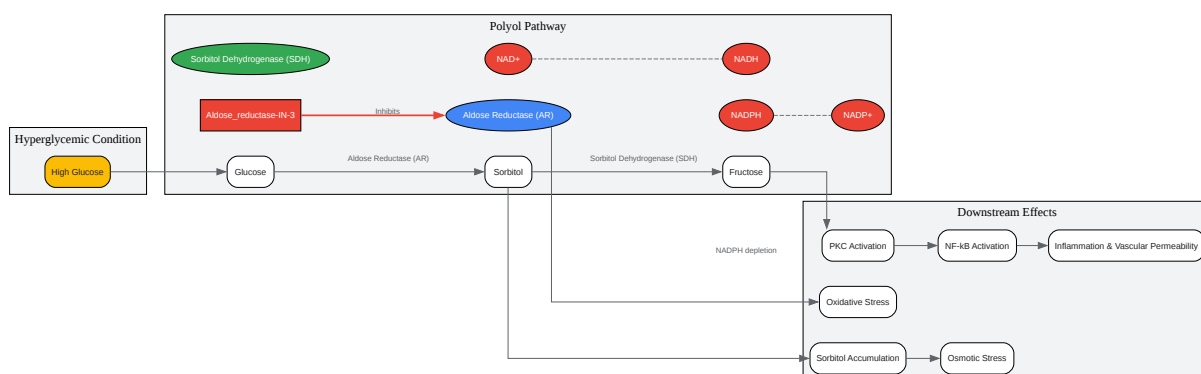 Polyol Pathway
Sorbitol Dehydrogenase (SDH)
NAD+
NADH
Aldose_reductase-IN-3
Inhibits
Aldose Reductase (AR)
NADPH
NADP+
Hyperglycemic Condition
High Glucose
Glucose
Aldose Reductase (AR)
Sorbitol
Sorbitol Dehydrogenase (SDH)
Fructose
Downstream Effects
PKC Activation
NF-kB Activation
Inflammation & Vascular Permeability
NADPH depletion
Oxidative Stress
Sorbitol Accumulation
Osmotic Stress